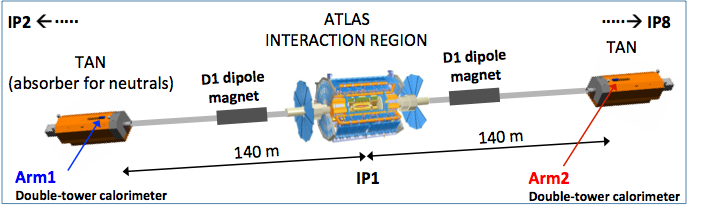 IP2 ←·····
ATLAS
INTERACTION REGION
·····→ IP8
TAN
(absorber for neutrals)
D1 dipole
magnet
D1 dipole
magnet
TAN
140 m
140 m
Arm1
Double-tower calorimeter
IP1
Arm2
Double-tower calorimeter